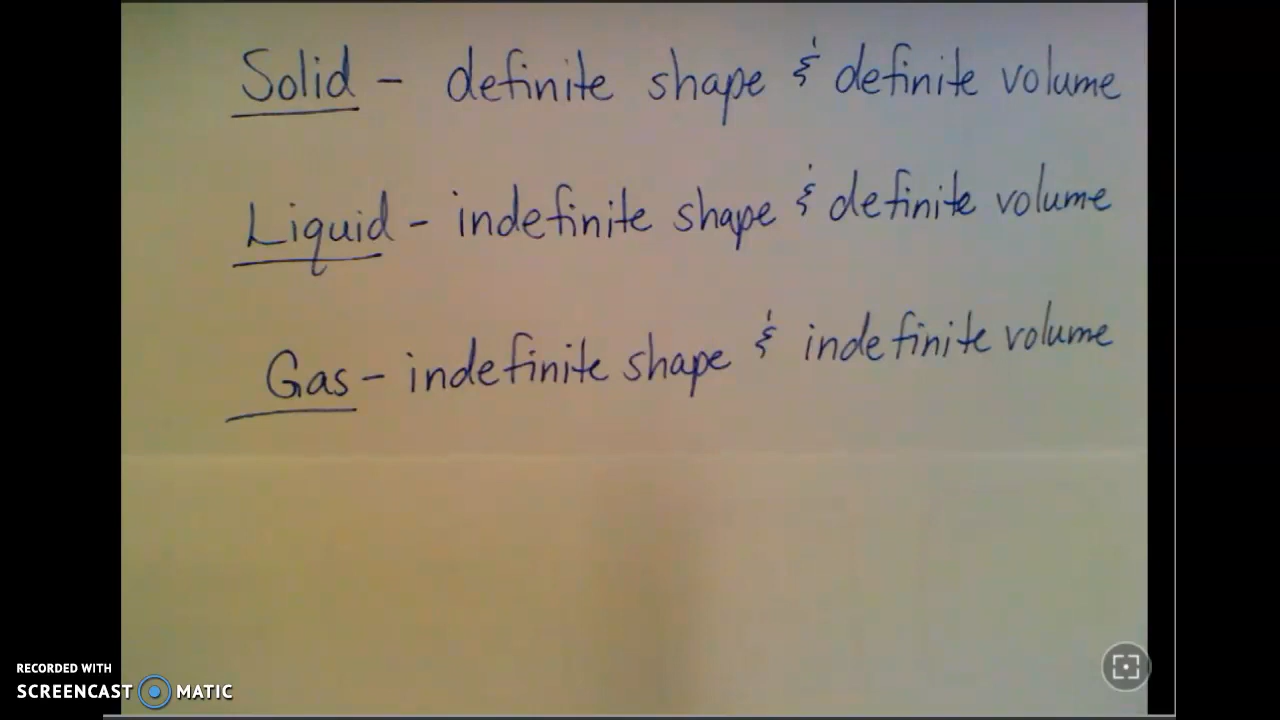 Solid - definite shape & definite volume
Liquid - indefinite shape & definite volume
Gas - indefinite shape & indefinite volume
RECORDED WITH
SCREENCAST MATIC